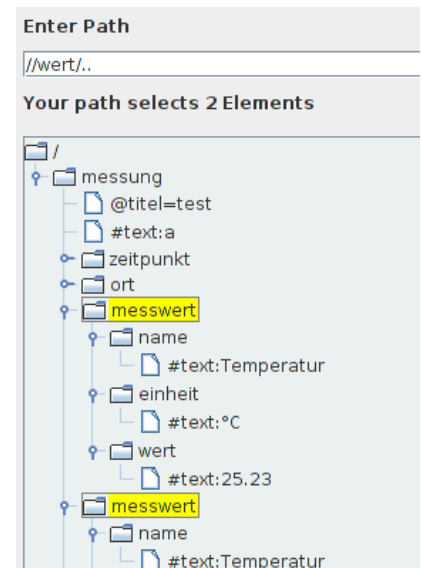 Enter Path
//wert/..
Your path selects 2 Elements
/
messung
@titel=test
#text:a
zeitpunkt
ort
messwert
name
#text:Temperatur
einheit
#text:°C
wert
#text:25.23
messwert
name
#text:Temperatur